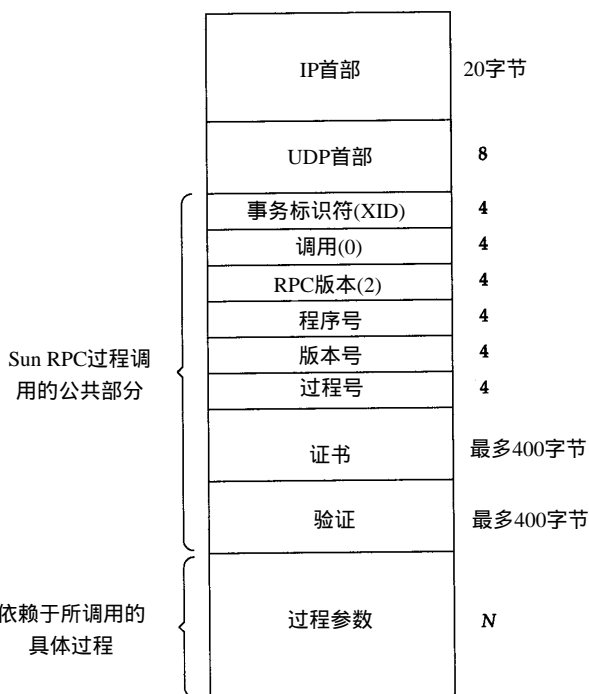 IP首部 20字节
UDP首部 8
事务标识符(XID) 4
调用(0) 4
RPC版本(2) 4
程序号 4
版本号 4
过程号 4
Sun RPC过程调
用的公共部分
证书 最多400字节
验证 最多400字节
依赖于所调用的
具体过程
过程参数 N